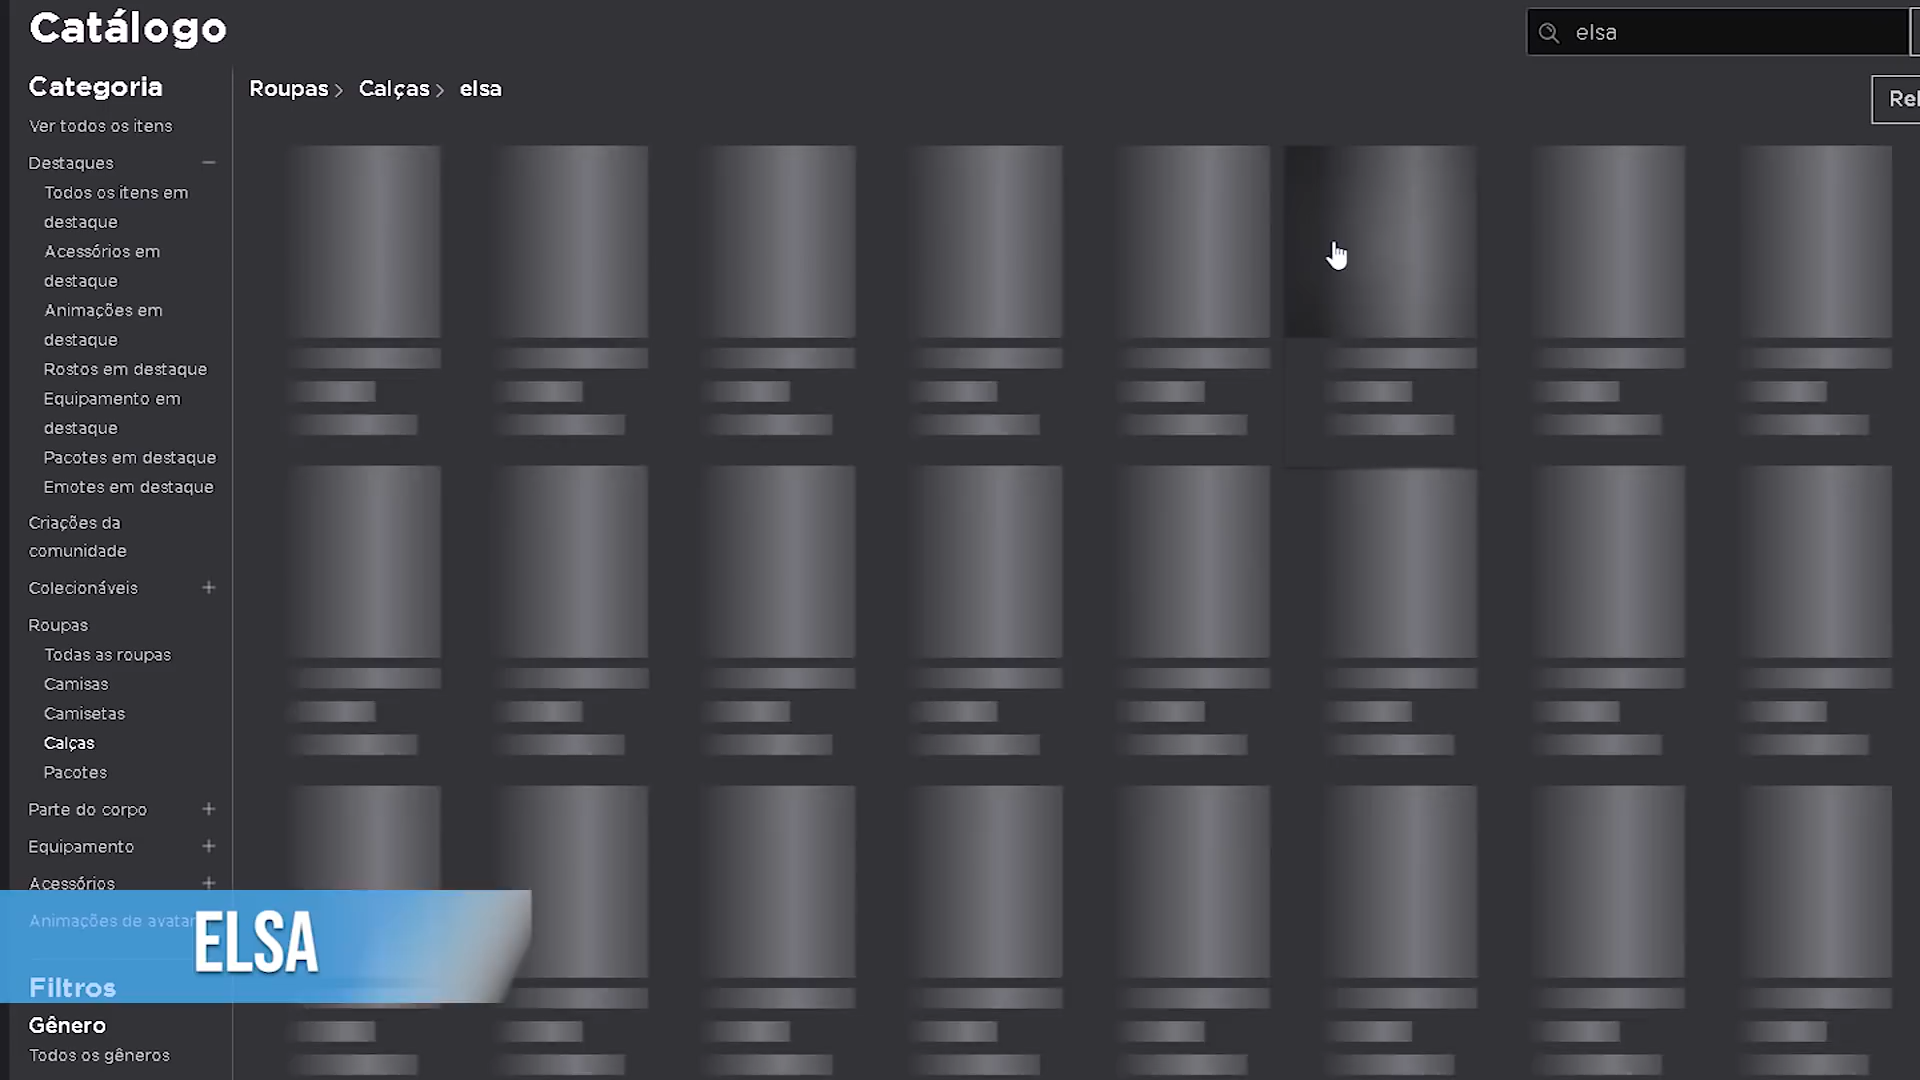 Catálogo
elsa
Categoria
Roupas > Calças > elsa
Ver todos os itens
Destaques
Todos os itens em
destaque
Acessórios em
destaque
Animações em
destaque
Rostos em destaque
Equipamento em
destaque
Pacotes em destaque
Emotes em destaque
Criações da
comunidade
Colecionáveis +
Roupas
Todas as roupas
Camisas
Camisetas
Calças
Pacotes
Parte do corpo +
Equipamento +
Acessórios +
Animações de avatar
ELSA
Filtros
Gênero
Todos os gêneros